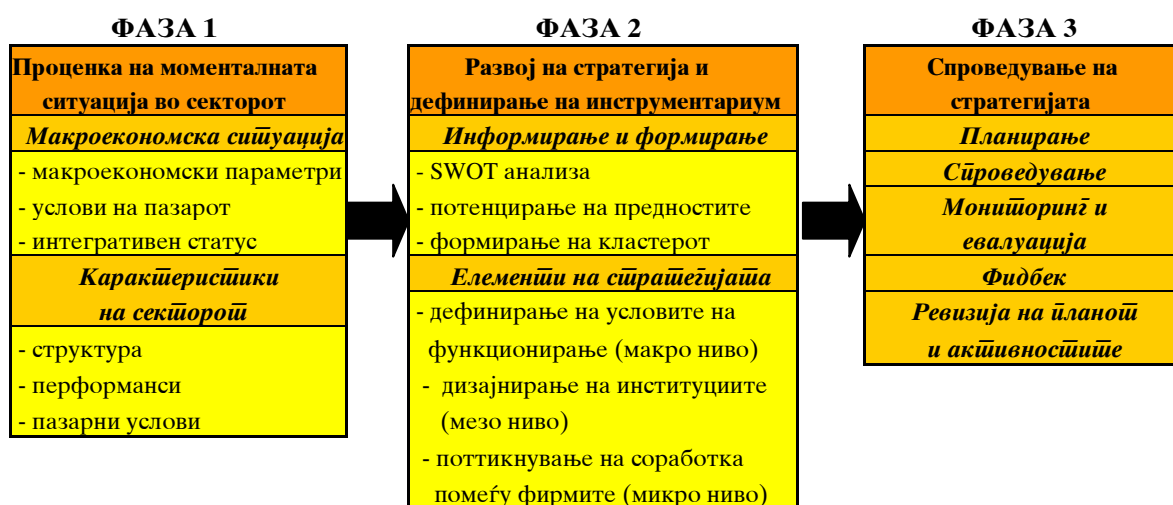 ФАЗА 1
Проценка на моменталната
ситуација во секторот
Макроекономска ситуација
- макроекономски параметри
- услови на пазарот
- интегративен статус
Карактеристики
на секторот
- структура
- перформанси
- пазарни услови
ФАЗА 2
Развој на стратегија и
дефинирање на инструментариум
Информирање и формирање
- SWOT анализа
- потенцирање на предностите
- формирање на кластерот
Елементи на стратегијата
- дефинирање на условите на
функционирање (макро ниво)
- дизајнирање на институциите
(мезо ниво)
- поттикнување на соработка
помеѓу фирмите (микро ниво)
ФАЗА 3
Спроведување на
стратегијата
Планирање
Спроведување
Мониторинг и
евалуација
Фидбек
Ревизија на планот
и активностите